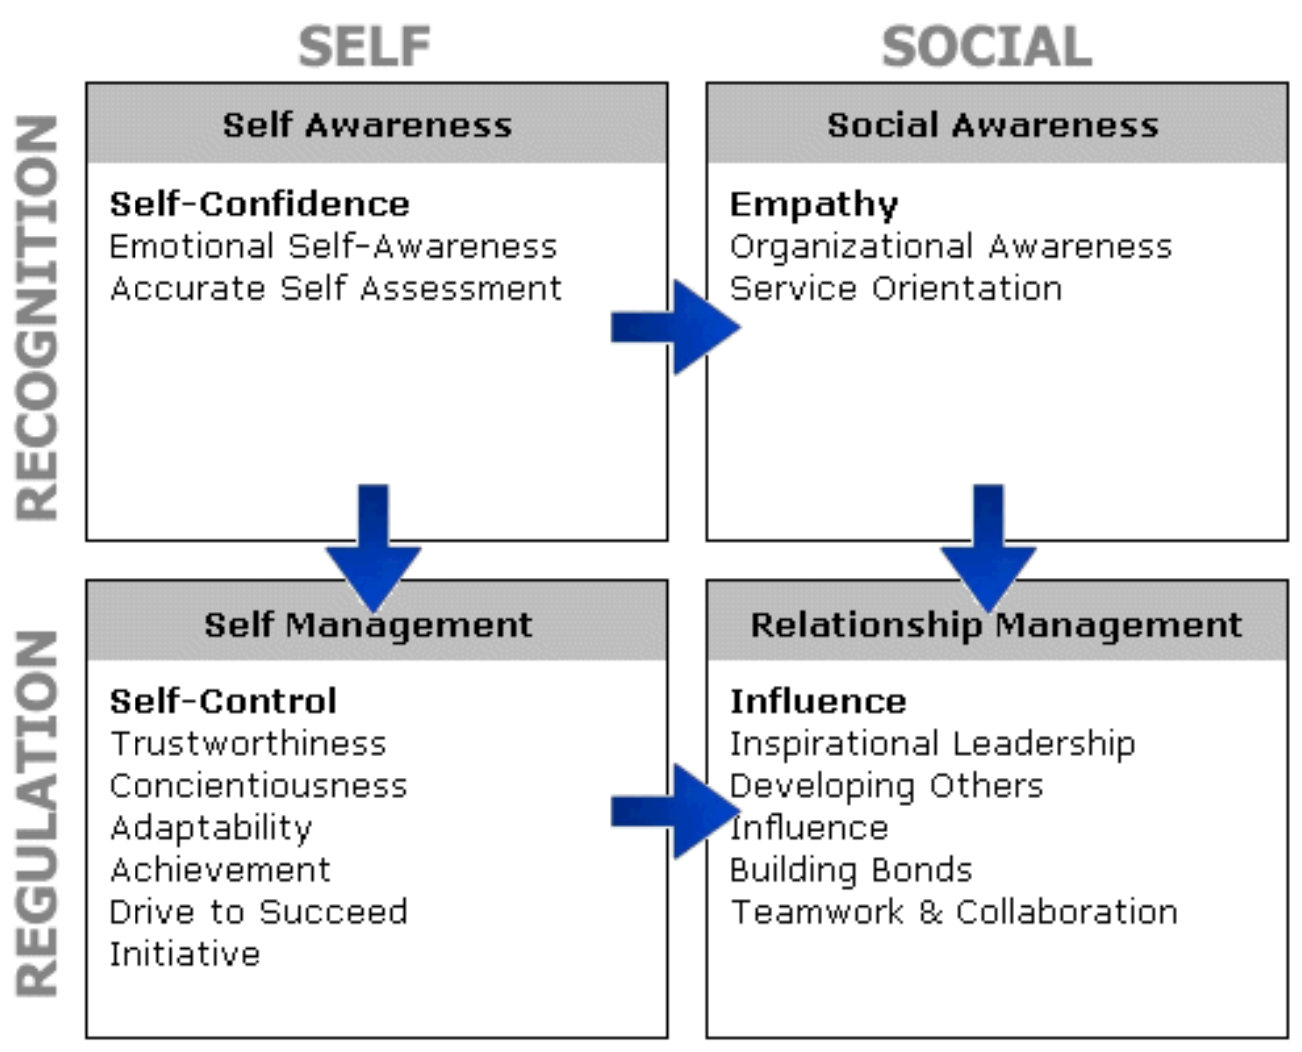 SELF
SOCIAL
RECOGNITION
Self Awareness
Self-Confidence
Emotional Self-Awareness
Accurate Self Assessment
Social Awareness
Empathy
Organizational Awareness
Service Orientation
REGULATION
Self Management
Self-Control
Trustworthiness
Concientiousness
Adaptability
Achievement
Drive to Succeed
Initiative
Relationship Management
Influence
Inspirational Leadership
Developing Others
Influence
Building Bonds
Teamwork & Collaboration